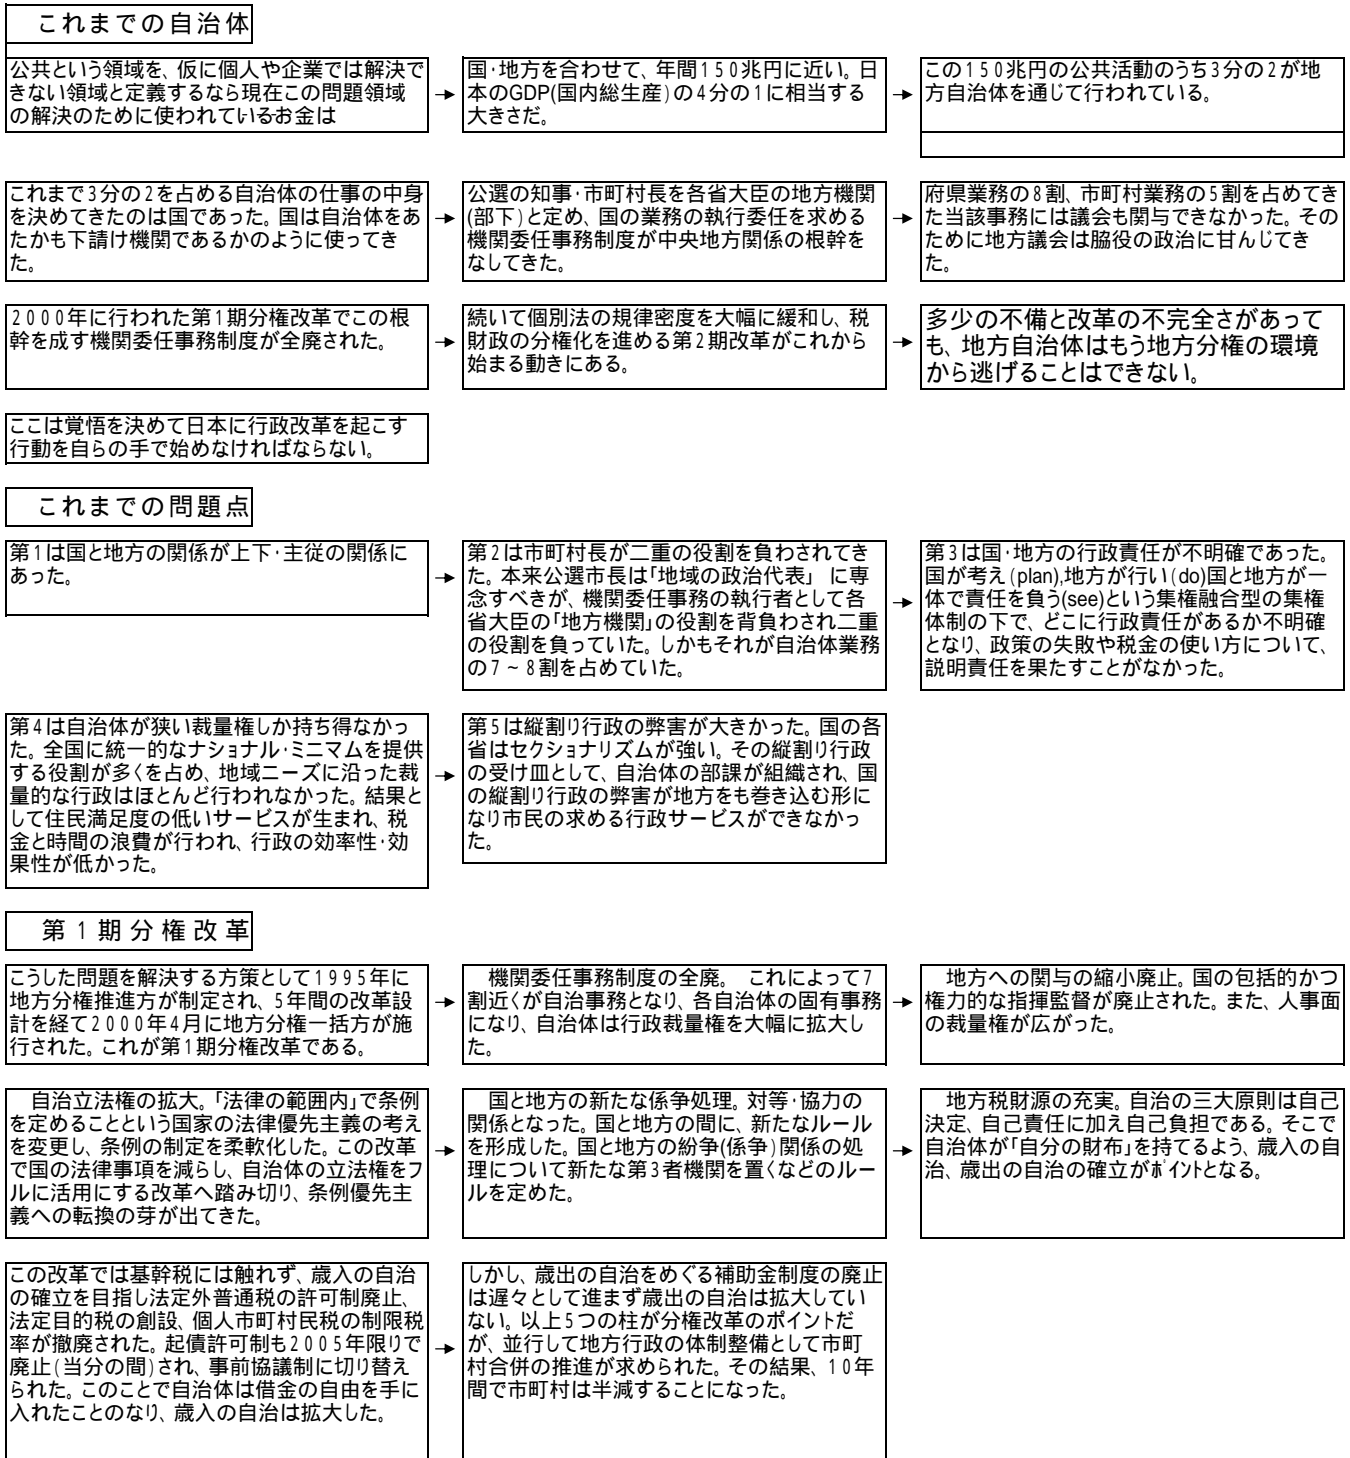 これまでの自治体
公共という領域を、仮に個人や企業では解決で
きない領域と定義するなら現在この問題領域
の解決のために使われているお金は
国・地方を合わせて、年間150兆円に近い。日
本のGDP(国内総生産)の4分の1に相当する
大きさだ。
この150兆円の公共活動のうち3分の2が地
方自治体を通じて行われている。
これまで3分の2を占める自治体の仕事の中身
を決めてきたのは国であった。国は自治体をあ
たかも下請け機関であるかのように使ってき
た。
公選の知事・市町村長を各省大臣の地方機関
(部下)と定め、国の業務の執行委任を求める
機関委任事務制度が中央地方関係の根幹を
なしてきた。
府県業務の8割、市町村業務の5割を占めてき
た当該事務には議会も関与できなかった。その
ために地方議会は脇役の政治に甘んじてき
た。
2000年に行われた第1期分権改革でこの根
幹を成す機関委任事務制度が全廃された。
続いて個別法の規律密度を大幅に緩和し、税
財政の分権化を進める第2期改革がこれから
始まる動きにある。
多少の不備と改革の不完全さがあって
も、地方自治体はもう地方分権の環境
から逃げることはできない。
ここは覚悟を決めて日本に行政改革を起こす
行動を自らの手で始めなければならない。
これまでの問題点
第1は国と地方の関係が上下・主従の関係に
あった。
第2は市町村長が二重の役割を負わされてき
た。本来公選市長は「地域の政治代表」 に専
念すべきが、機関委任事務の執行者として各
省大臣の「地方機関」の役割を背負わされ二重
の役割を負っていた。しかもそれが自治体業務
の7~8割を占めていた。
第3は国・地方の行政責任が不明確であった。
国が考え(plan),地方が行い(do)国と地方が一
体で責任を負う(see)という集権融合型の集権
体制の下で、どこに行政責任があるか不明確
となり、政策の失敗や税金の使い方について、
説明責任を果たすことがなかった。
第4は自治体が狭い裁量権しか持ち得なかっ
た。全国に統一的なナショナル・ミニマムを提供
する役割が多くを占め、地域ニーズに沿った裁
量的な行政はほとんど行われなかった。結果と
して住民満足度の低いサービスが生まれ、税
金と時間の浪費が行われ、行政の効率性・効
果性が低かった。
第5は縦割り行政の弊害が大きかった。国の各
省はセクショナリズムが強い。その縦割り行政
の受け皿として、自治体の部課が組織され、国
の縦割り行政の弊害が地方をも巻き込む形に
なり市民の求める行政サービスができなかっ
た。
第1期分権改革
こうした問題を解決する方策として1995年に
地方分権推進方が制定され、5年間の改革設
計を経て2000年4月に地方分権一括方が施
行された。これが第1期分権改革である。
機関委任事務制度の全廃。 これによって7
割近くが自治事務となり、各自治体の固有事務
になり、自治体は行政裁量権を大幅に拡大し
た。
地方への関与の縮小廃止。国の包括的かつ
権力的な指揮監督が廃止された。また、人事面
の裁量権が広がった。
自治立法権の拡大。「法律の範囲内」で条例
を定めることという国家の法律優先主義の考え
を変更し、条例の制定を柔軟化した。この改革
で国の法律事項を減らし、自治体の立法権をフ
ルに活用にする改革へ踏み切り、条例優先主
義への転換の芽が出てきた。
国と地方の新たな係争処理。対等・協力の
関係となった。国と地方の間に、新たなルール
を形成した。国と地方の紛争(係争)関係の処
理について新たな第3者機関を置くなどのルー
ルを定めた。
地方税財源の充実。自治の三大原則は自己
決定、自己責任に加え自己負担である。そこで
自治体が「自分の財布」を持てるよう、歳入の自
治、歳出の自治の確立がﾎﾟｲﾝﾄとなる。
この改革では基幹税には触れず、歳入の自治
の確立を目指し法定外普通税の許可制廃止、
法定目的税の創設、個人市町村民税の制限税
率が撤廃された。起債許可制も2005年限りで
廃止(当分の間)され、事前協議制に切り替え
られた。このことで自治体は借金の自由を手に
入れたことのなり、歳入の自治は拡大した。
しかし、歳出の自治をめぐる補助金制度の廃止
は遅々として進まず歳出の自治は拡大してい
ない。以上5つの柱が分権改革のポイントだ
が、並行して地方行政の体制整備として市町
村合併の推進が求められた。その結果、10年
間で市町村は半減することになった。